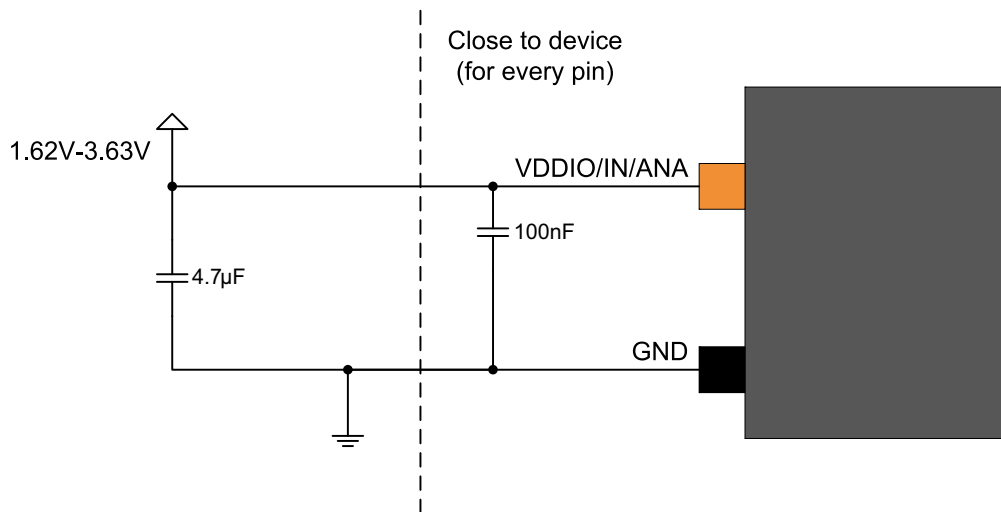 Close to device
(for every pin)
1.62V-3.63V
VDDIO/IN/ANA
100nF
4.7µF
GND